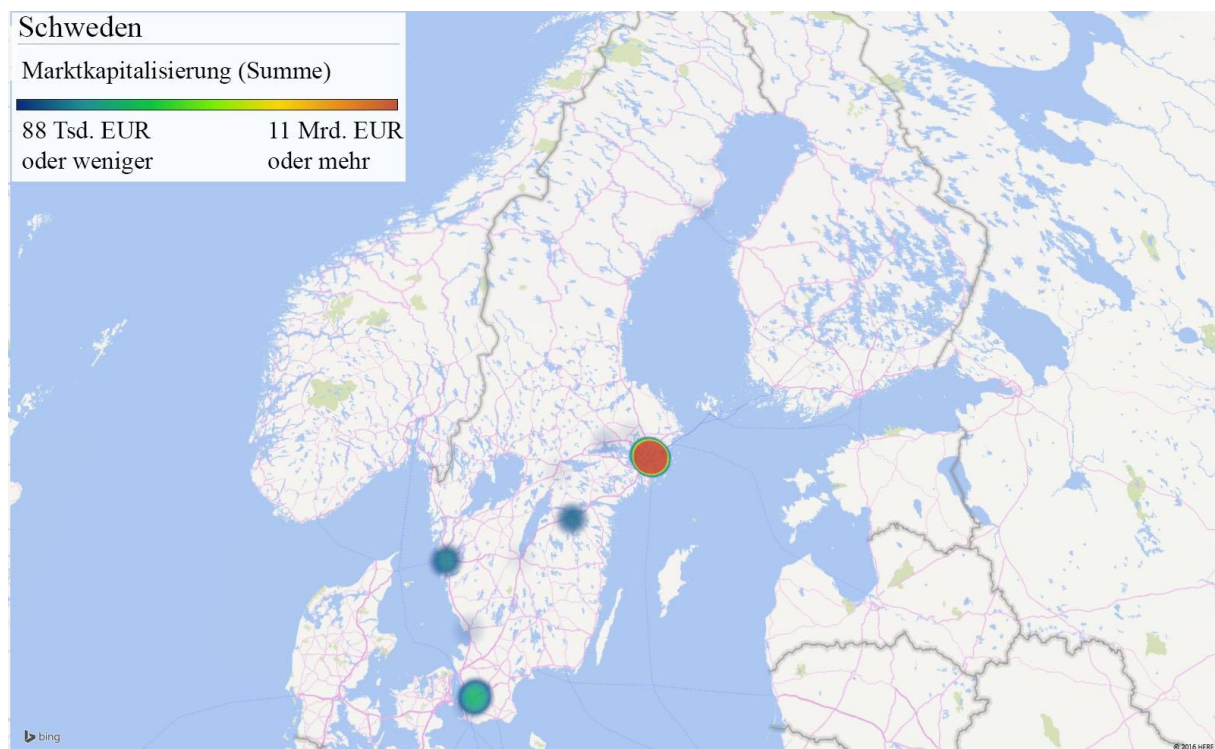 Schweden
Marktkapitalisierung (Summe)
88 Tsd. EUR
oder weniger
11 Mrd. EUR
oder mehr
bing
© 2016 HERE